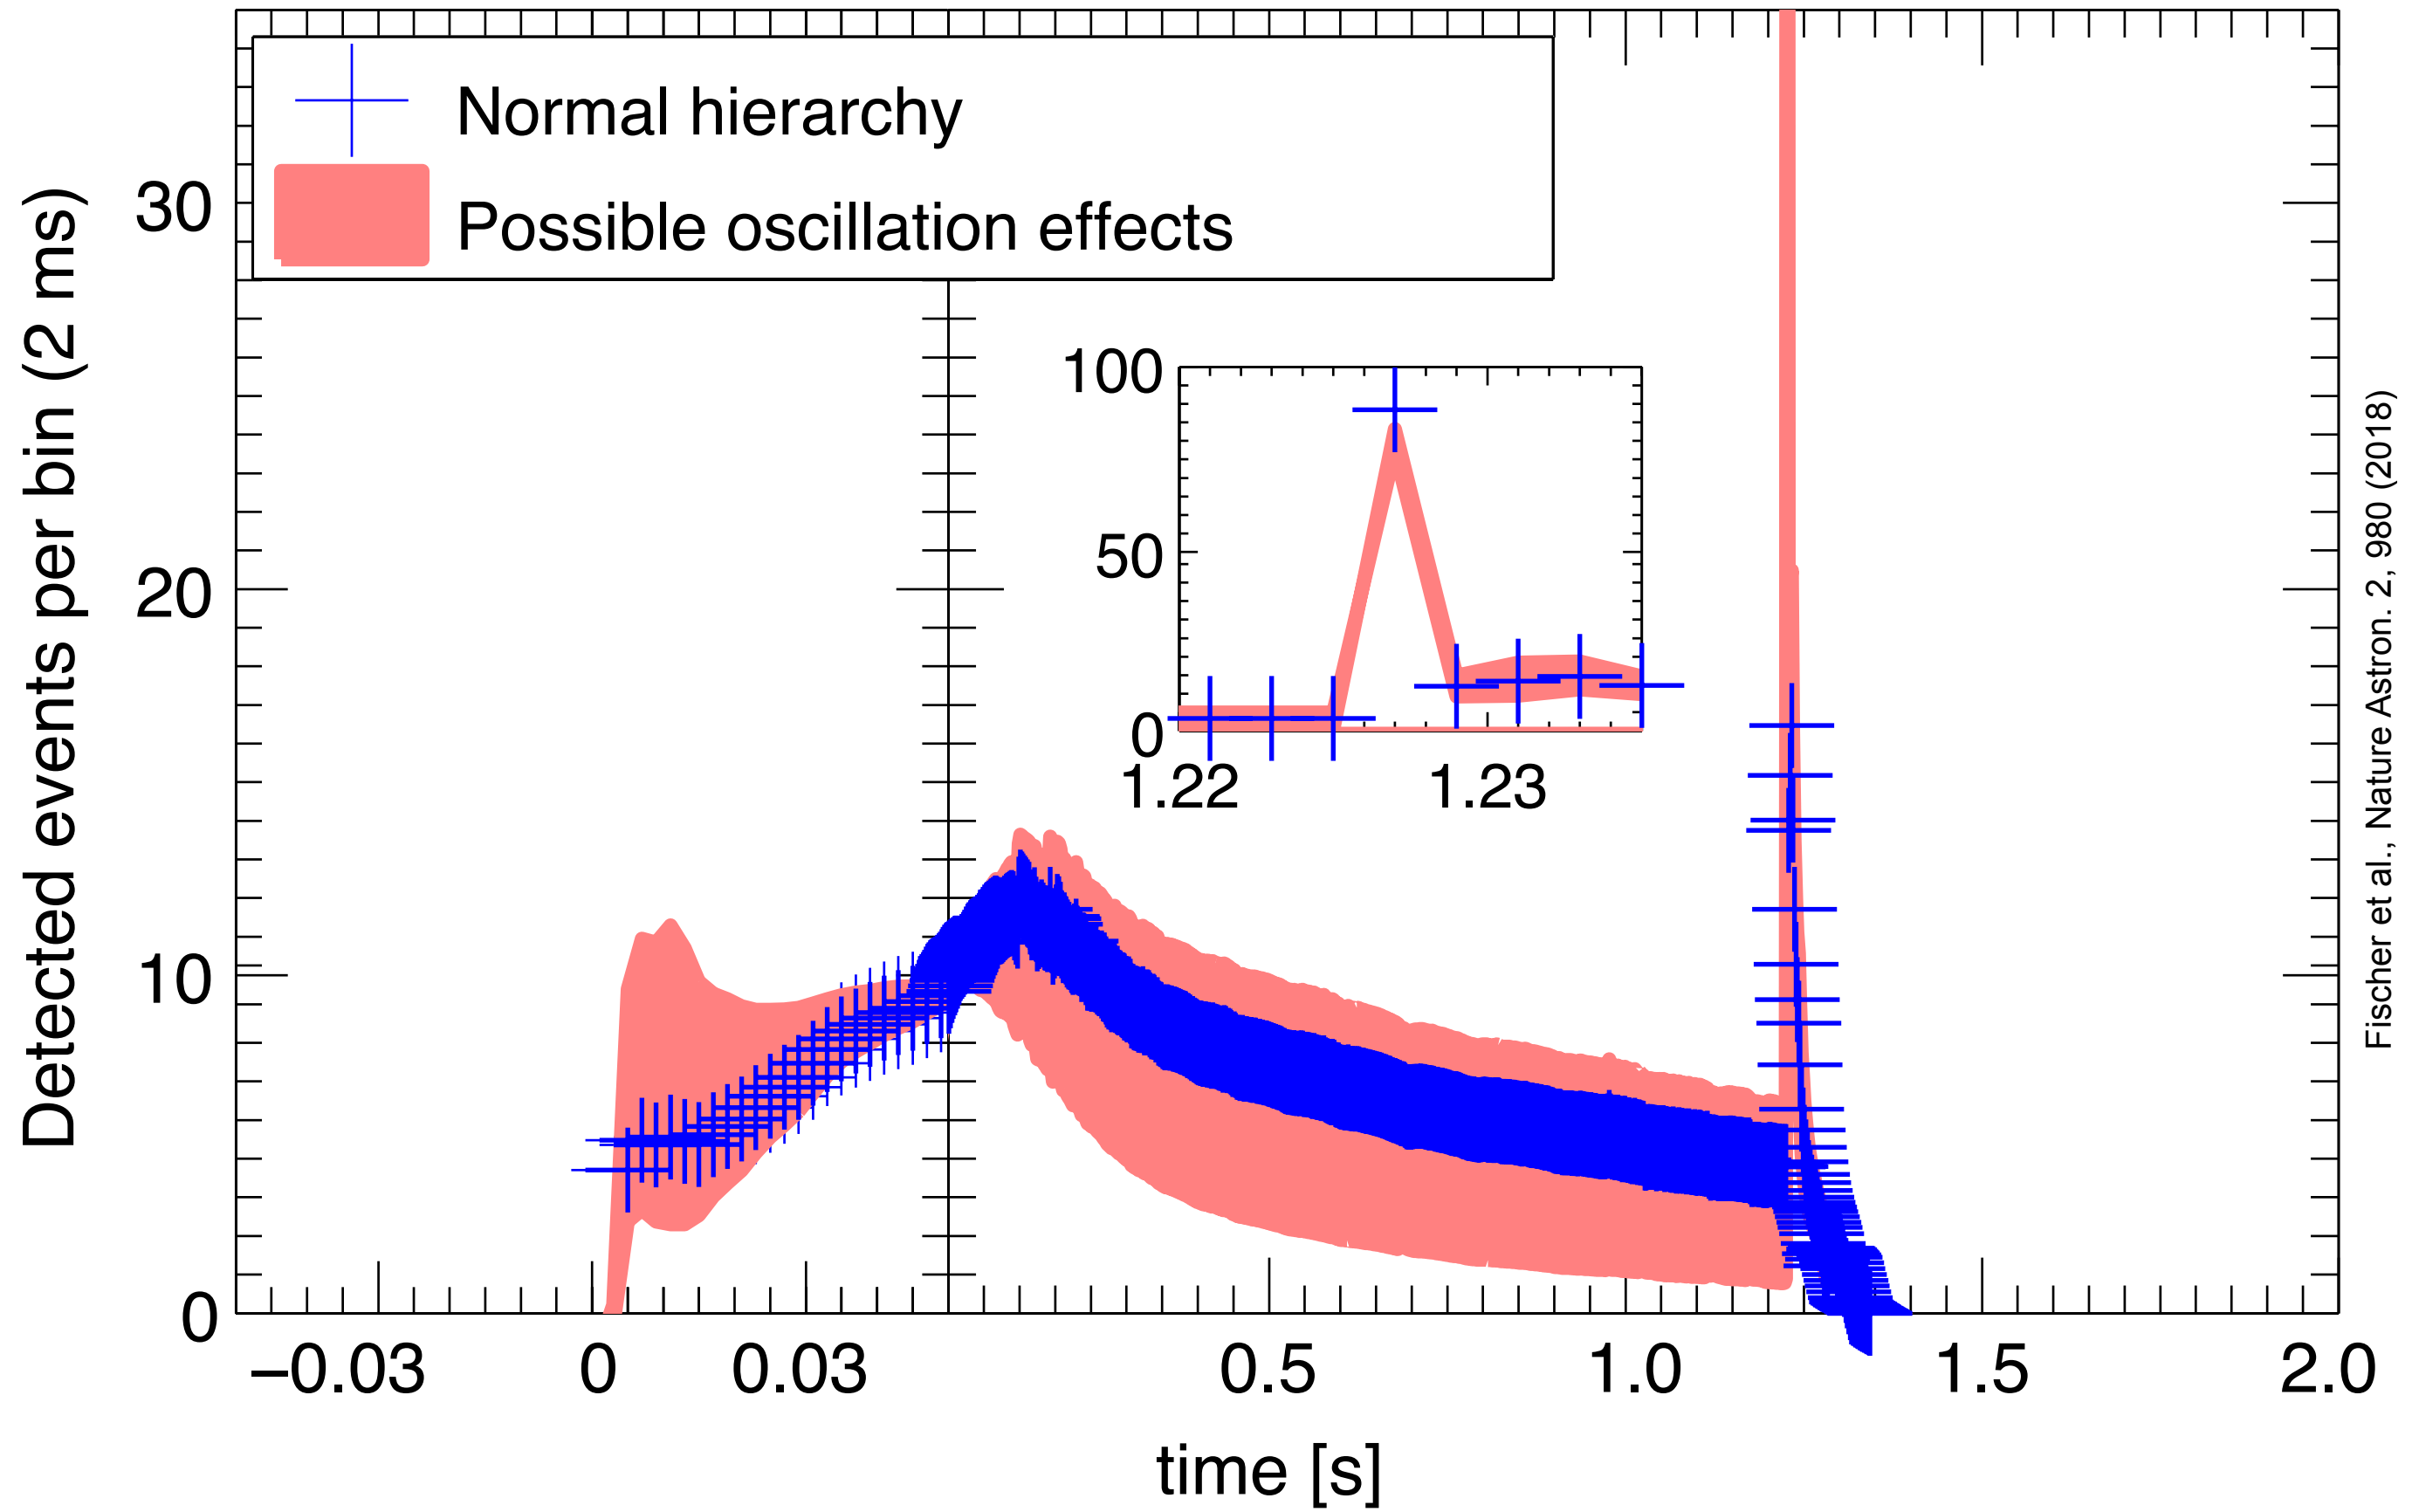 Normal hierarchy
Possible oscillation effects
Detected events per bin (2 ms)
30
20
10
0
100
50
0
1.22 1.23
−0.03 0 0.03 0.5 1.0 1.5 2.0
time [s]
Fischer et al., Nature Astron. 2, 980 (2018)